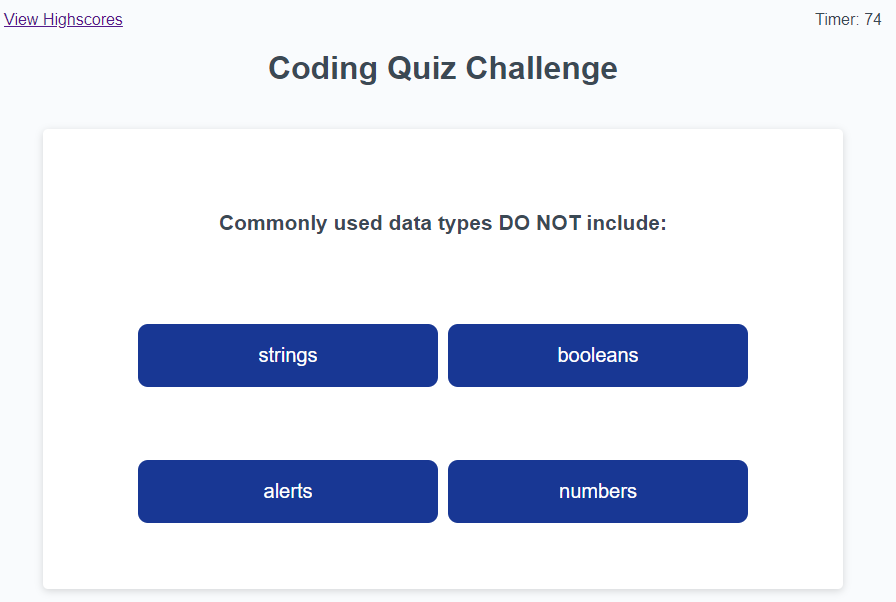 View Highscores
Timer: 74
Coding Quiz Challenge
Commonly used data types DO NOT include:
strings
booleans
alerts
numbers